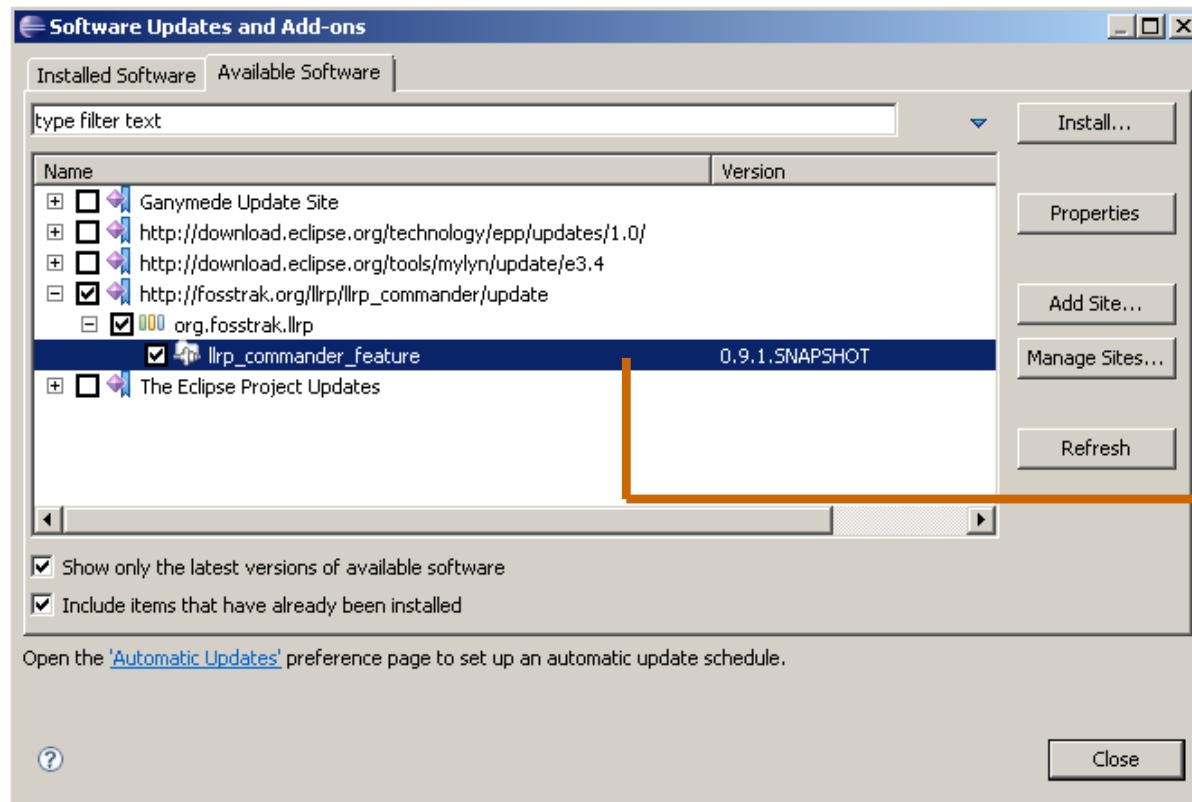 Software Updates and Add-ons
Installed Software Available Software
type filter text
Install...
Name Version
Ganymede Update Site
Properties
http://download.eclipse.org/technology/epp/updates/1.0/
http://download.eclipse.org/tools/mylyn/update/e3.4
http://fosstrak.org/llrp/llrp_commander/update
Add Site...
org.fosstrak.llrp
llrp_commander_feature 0.9.1.SNAPSHOT
Manage Sites...
The Eclipse Project Updates
Refresh
Show only the latest versions of available software
Include items that have already been installed
Open the 'Automatic Updates' preference page to set up an automatic update schedule.
?
Close